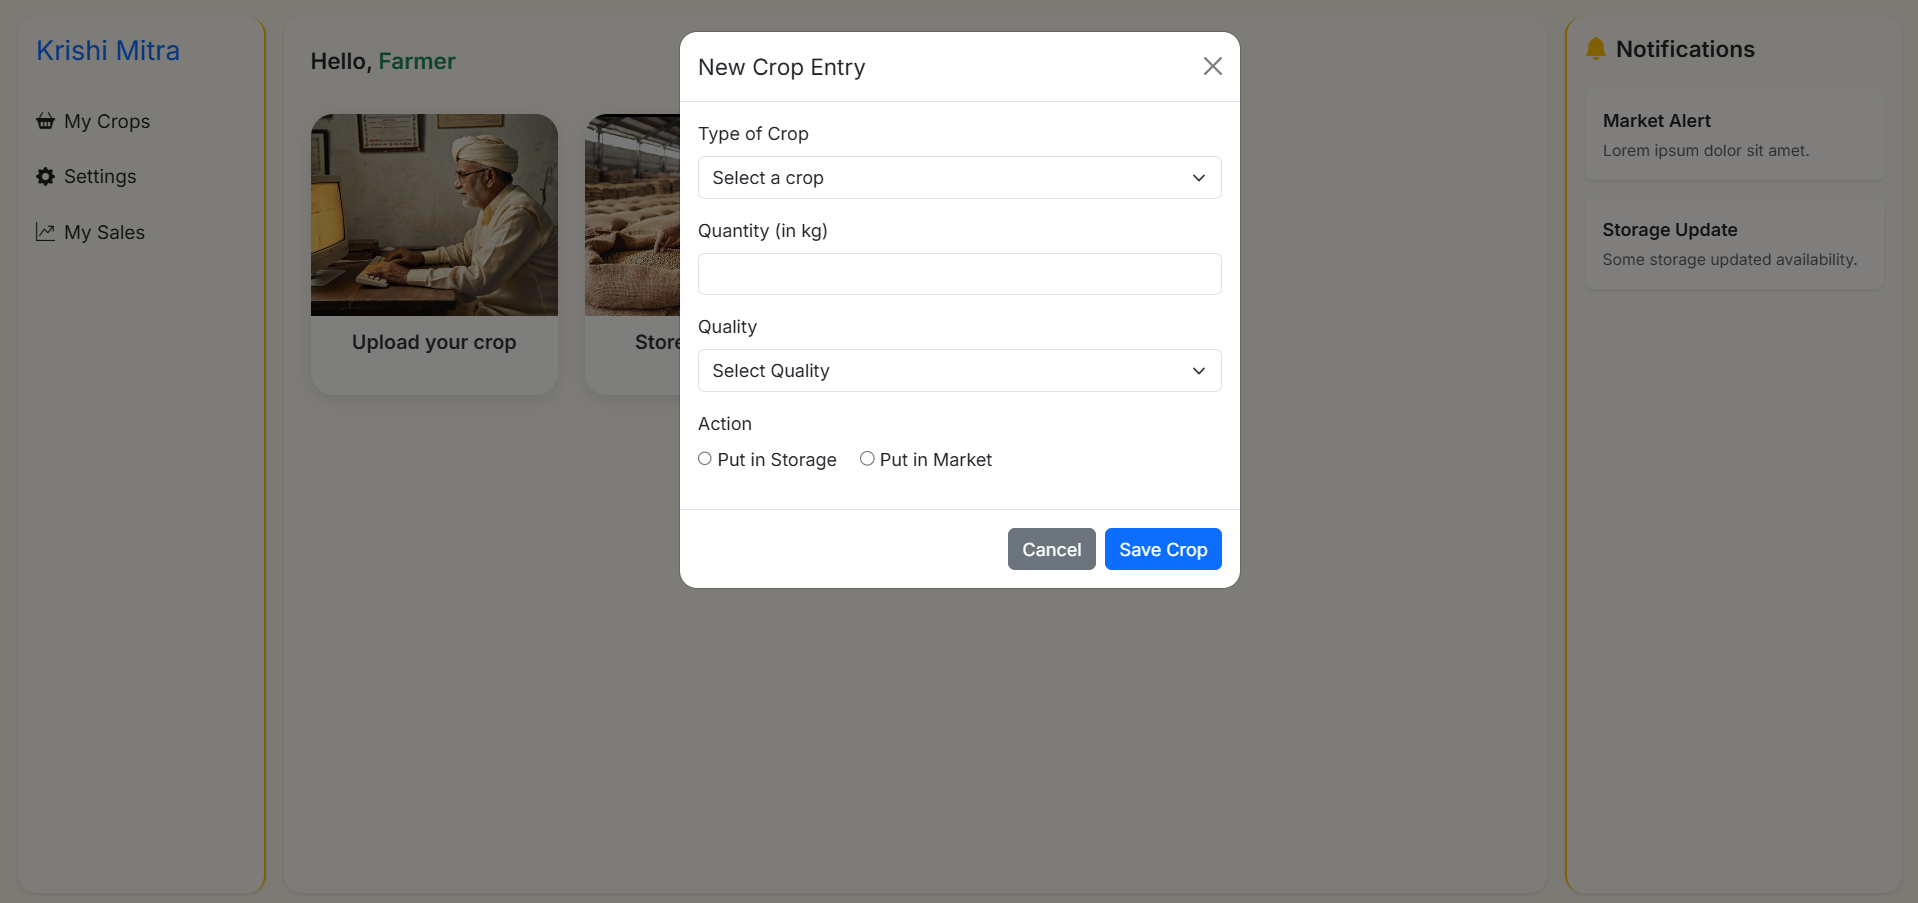 Krishi Mitra
My Crops
Settings
My Sales
Hello, Farmer
Upload your crop
Store
New Crop Entry
Type of Crop
Select a crop
Quantity (in kg)
Quality
Select Quality
Action
Put in Storage Put in Market
Cancel Save Crop
Notifications
Market Alert
Lorem ipsum dolor sit amet.
Storage Update
Some storage updated availability.